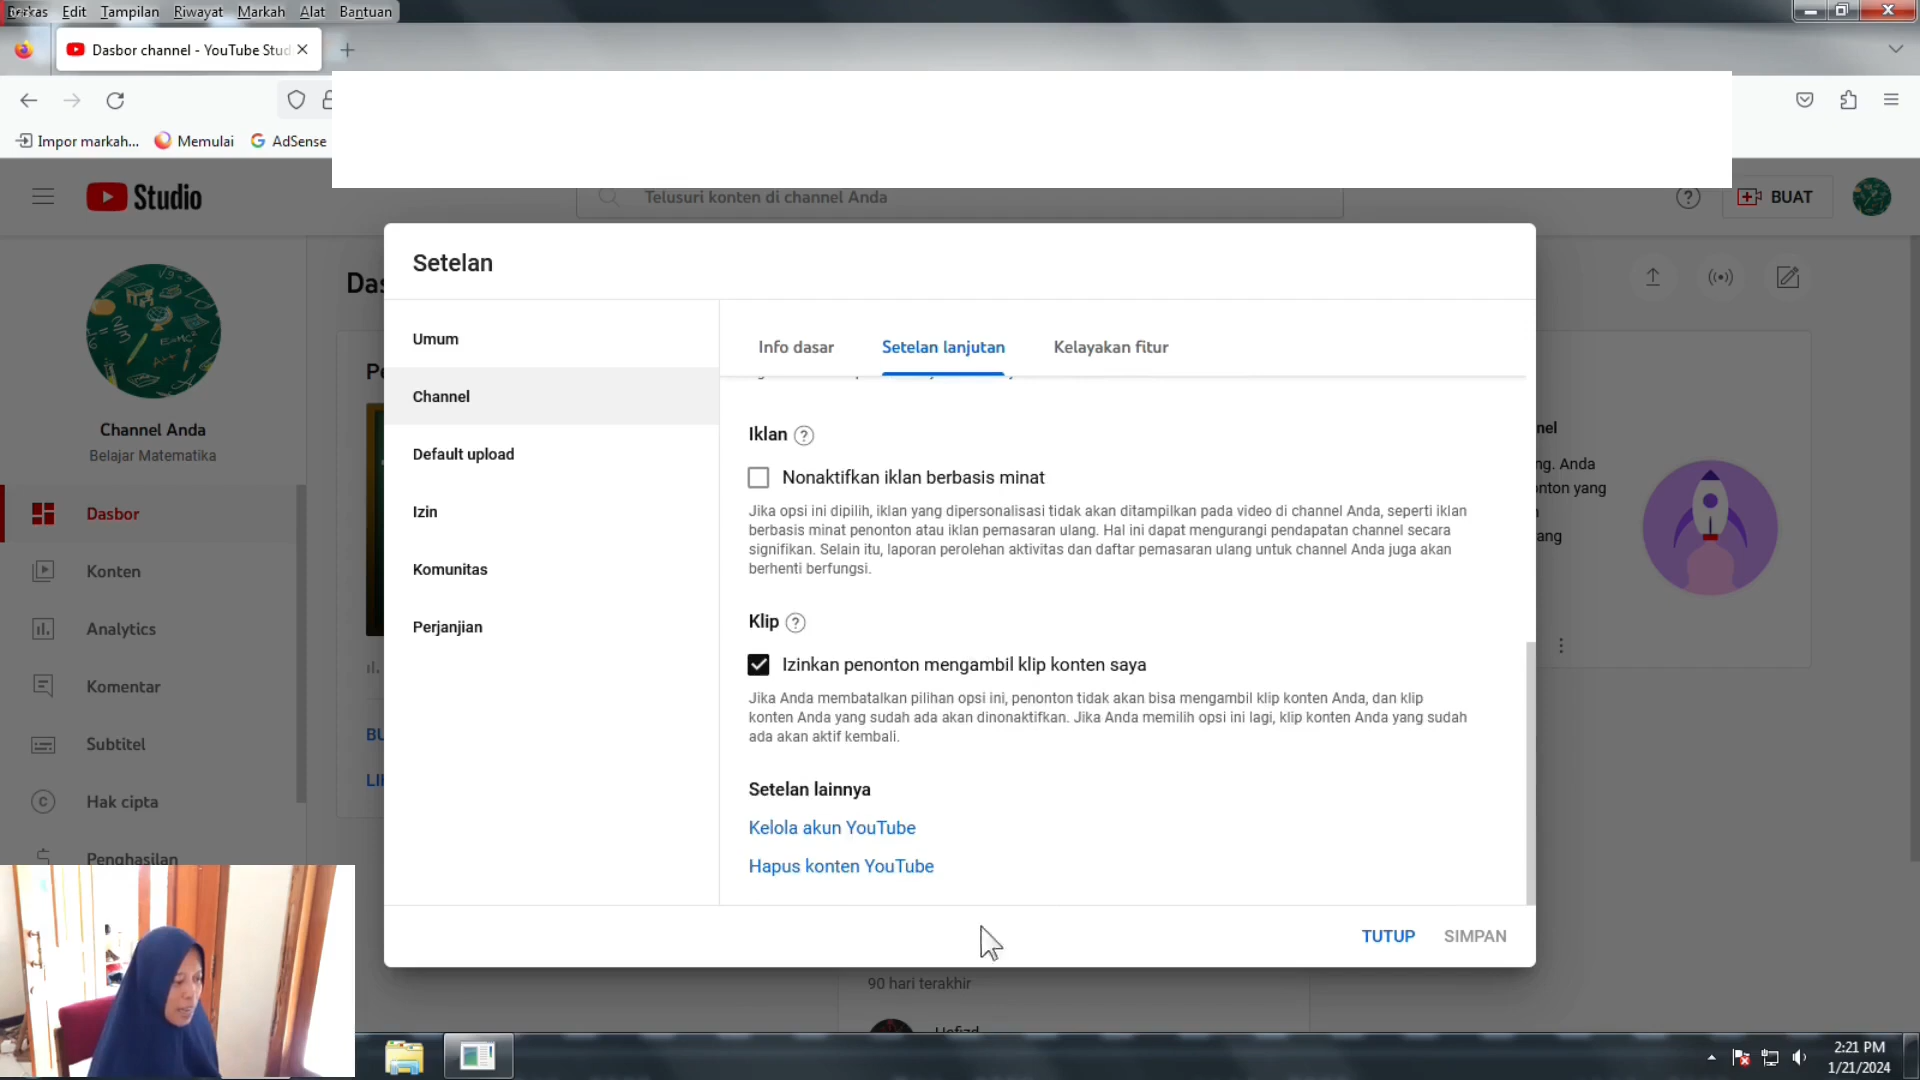 Edit Tampilan Riwayat Markah Alat Bantuan
Dasbor channel - YouTube Stud
Impor markah... Memulai AdSense
Studio
Telusuri konten di channel Anda
BUAT
Setelan
Channel Anda
Belajar Matematika
Dasbor
Konten
Analytics
Komentar
Subtitel
Hak cipta
Penghasilan
Umum
Channel
Default upload
Izin
Komunitas
Perjanjian
Info dasar Setelan lanjutan Kelayakan fitur
Iklan
Nonaktifkan iklan berbasis minat
Jika opsi ini dipilih, iklan yang dipersonalisasi tidak akan ditampilkan pada video di channel Anda, seperti iklan
berbasis minat penonton atau iklan pemasaran ulang. Hal ini dapat mengurangi pendapatan channel secara
signifikan. Selain itu, laporan perolehan aktivitas dan daftar pemasaran ulang untuk channel Anda juga akan
berhenti berfungsi.
Klip
Izinkan penonton mengambil klip konten saya
Jika Anda membatalkan pilihan opsi ini, penonton tidak akan bisa mengambil klip konten Anda, dan klip
konten Anda yang sudah ada akan dinonaktifkan. Jika Anda memilih opsi ini lagi, klip konten Anda yang sudah
ada akan aktif kembali.
Setelan lainnya
Kelola akun YouTube
Hapus konten YouTube
TUTUP SIMPAN
nel
ng. Anda
onton yang
ang
90 hari terakhir
2:21 PM
1/21/2024